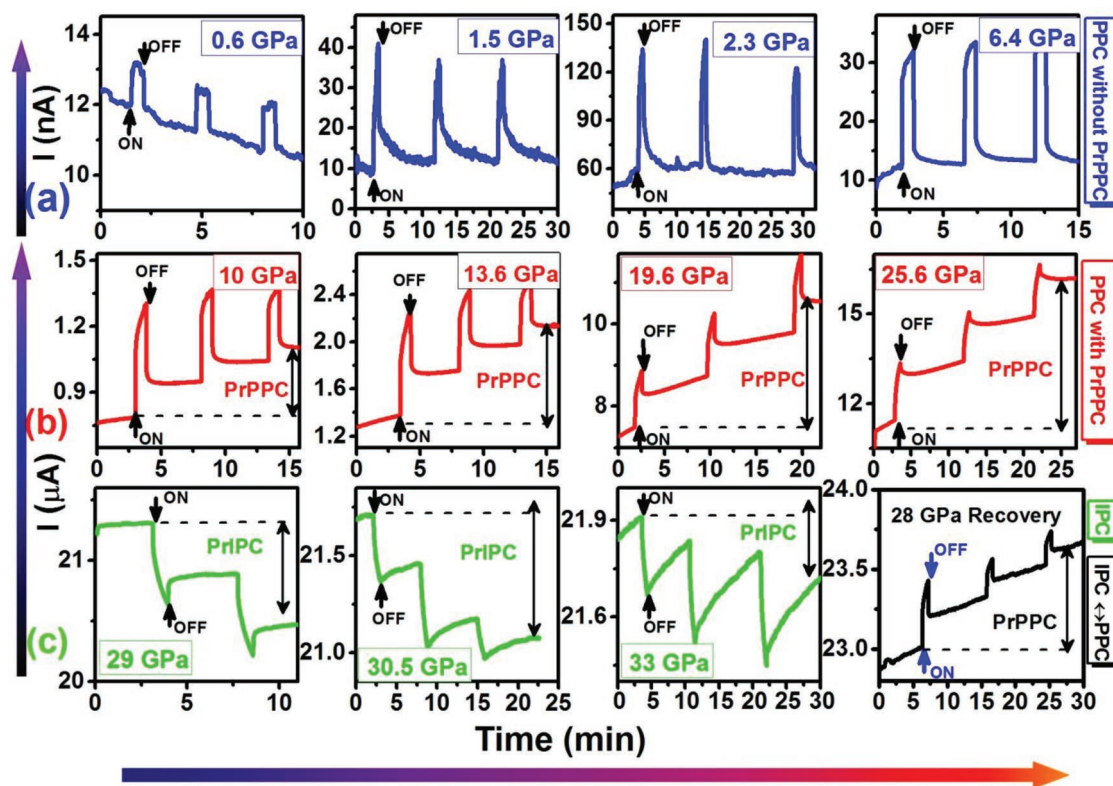 OFF 0.6 GPa
ON
14
12
10
0 5 10
I (nA)
(a)
OFF 1.5 GPa
ON
50
40
30
20
10
0
0 5 10 15 20 25 30
OFF 2.3 GPa
ON
150
120
90
60
0 5 10 15 20 25 30
OFF 6.4 GPa
ON
30
20
10
0 5 10 15
PPC without PrPPC
OFF 10 GPa
PrPPC
ON
1.5
1.2
0.9
0 5 10 15
(b)
OFF 13.6 GPa
PrPPC
ON
2.4
2.1
1.8
1.5
1.2
0 5 10 15
19.6 GPa
OFF
PrPPC
ON
10
8
0 5 10 15 20
25.6 GPa
OFF
PrPPC
ON
15
12
0 5 10 15 20 25
PPC with PrPPC
I (μA)
ON
PrIPC
OFF
29 GPa
21
20
0 5 10
(c)
ON
PrIPC
OFF
30.5 GPa
21.5
21.0
0 5 10 15 20 25
ON
PrIPC
OFF
33 GPa
21.9
21.6
0 5 10 15 20 25 30
28 GPa Recovery
OFF
PrPPC
ON
24.0
23.5
23.0
0 5 10 15 20 25 30
IPC
IPC ↔PPC
Time (min)